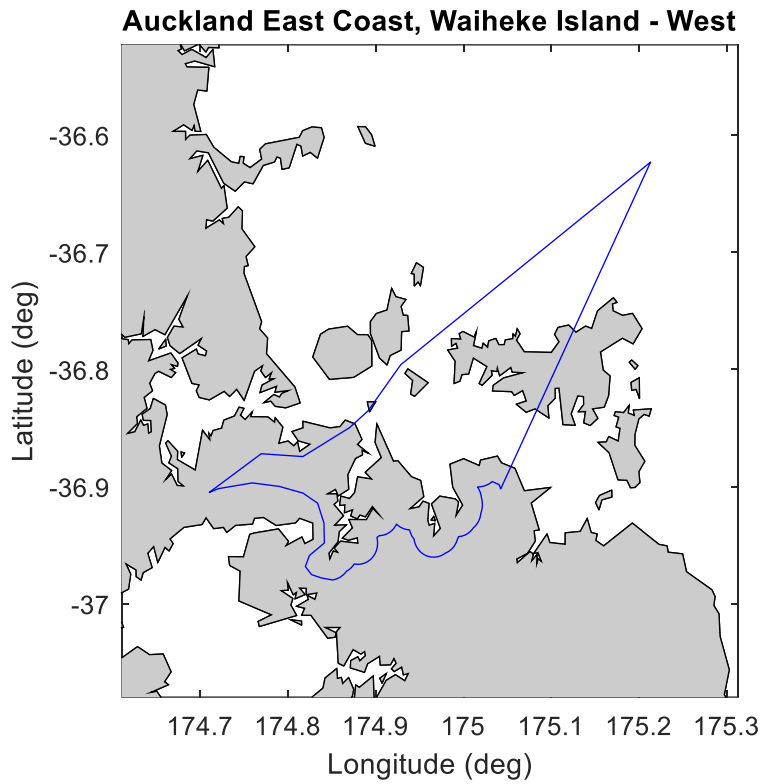 Auckland East Coast, Waiheke Island - West
-36.6
-36.7
-36.8
-36.9
-37
Latitude (deg)
174.7 174.8 174.9 175 175.1 175.2 175.3
Longitude (deg)